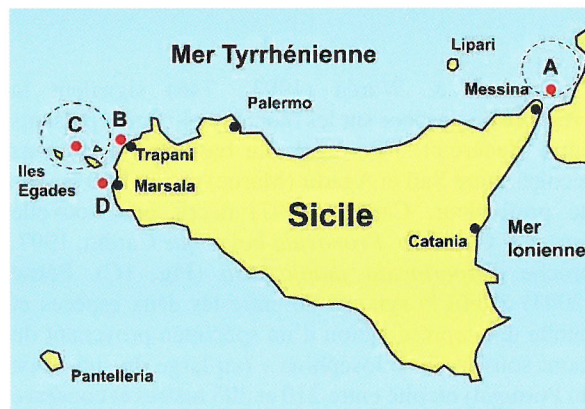 Mer Tyrrhénienne
Lipari
A
Messina
Palermo
C
B
Trapani
Iles
Egades
Marsala
D
Sicile
Mer
Ionienne
Catania
Pantelleria